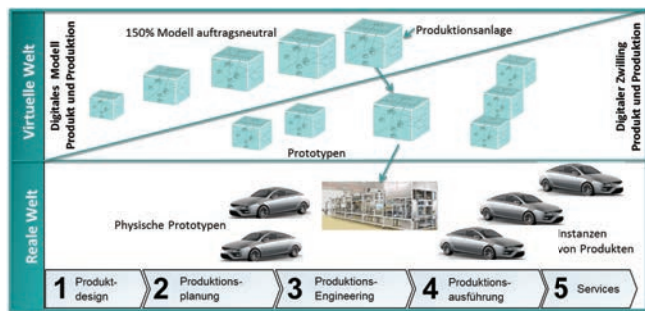 Virtuelle Welt
Digitales Modell
Produkt und Produktion
150% Modell auftragsneutral
Produktionsanlage
Digitaler Zwilling
Produkt und Produktion
Prototypen
Reale Welt
Physische Prototypen
Instanzen
von Produkten
1 Produkt-
design
2 Produktions-
planung
3 Produktions-
Engineering
4 Produktions-
ausführung
5 Services